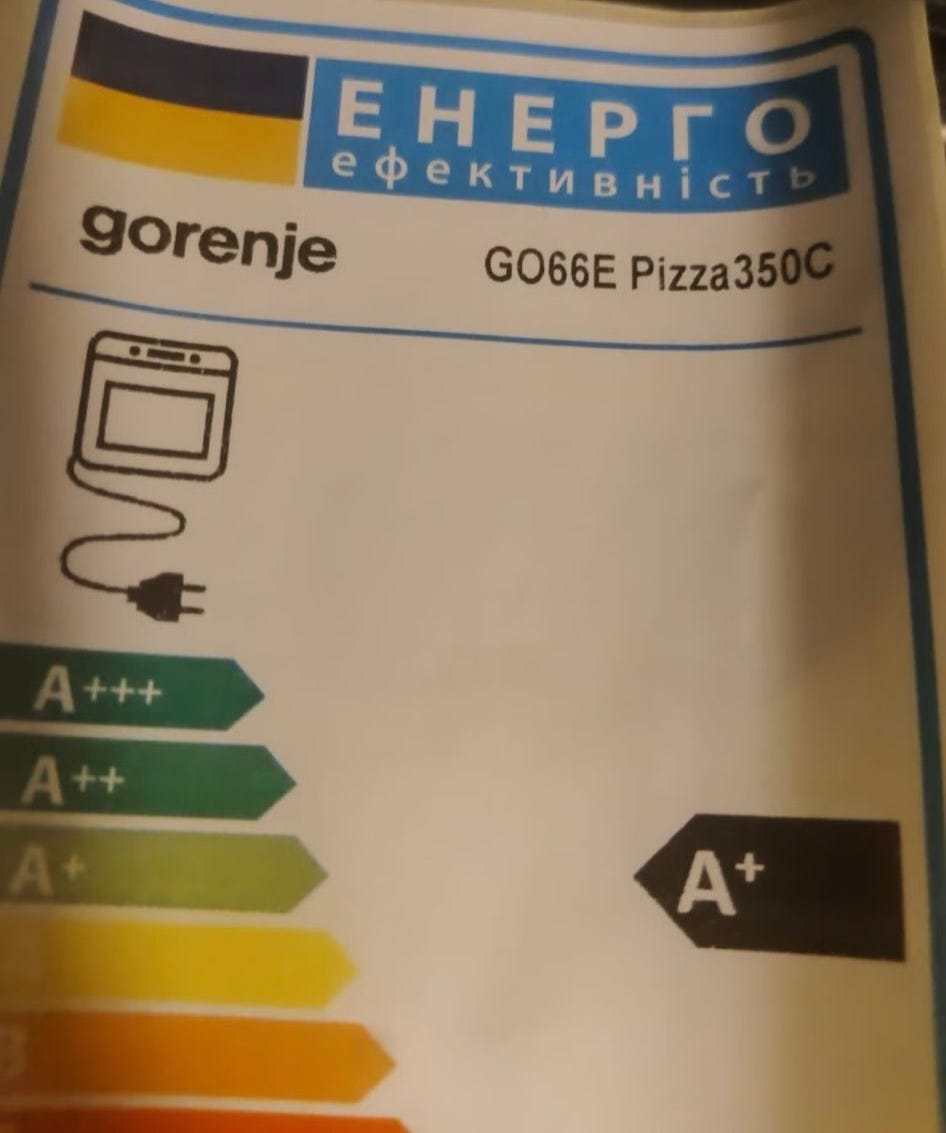 ЕНЕРГО
ефективність
gorenje GO66E Pizza350C
A+++
A++
A+ A+
B